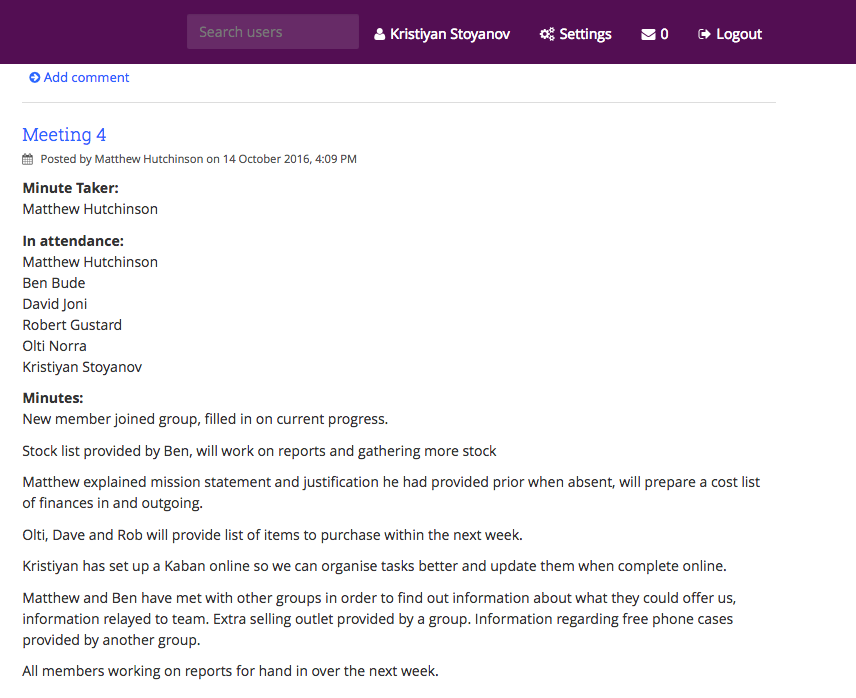 Search users
Kristiyan Stoyanov
Settings
0
Logout
Add comment
Meeting 4
Posted by Matthew Hutchinson on 14 October 2016, 4:09 PM
Minute Taker:
Matthew Hutchinson
In attendance:
Matthew Hutchinson
Ben Bude
David Joni
Robert Gustard
Olti Norra
Kristiyan Stoyanov
Minutes:
New member joined group, filled in on current progress.
Stock list provided by Ben, will work on reports and gathering more stock
Matthew explained mission statement and justification he had provided prior when absent, will prepare a cost list
of finances in and outgoing.
Olti, Dave and Rob will provide list of items to purchase within the next week.
Kristiyan has set up a Kaban online so we can organise tasks better and update them when complete online.
Matthew and Ben have met with other groups in order to find out information about what they could offer us,
information relayed to team. Extra selling outlet provided by a group. Information regarding free phone cases
provided by another group.
All members working on reports for hand in over the next week.